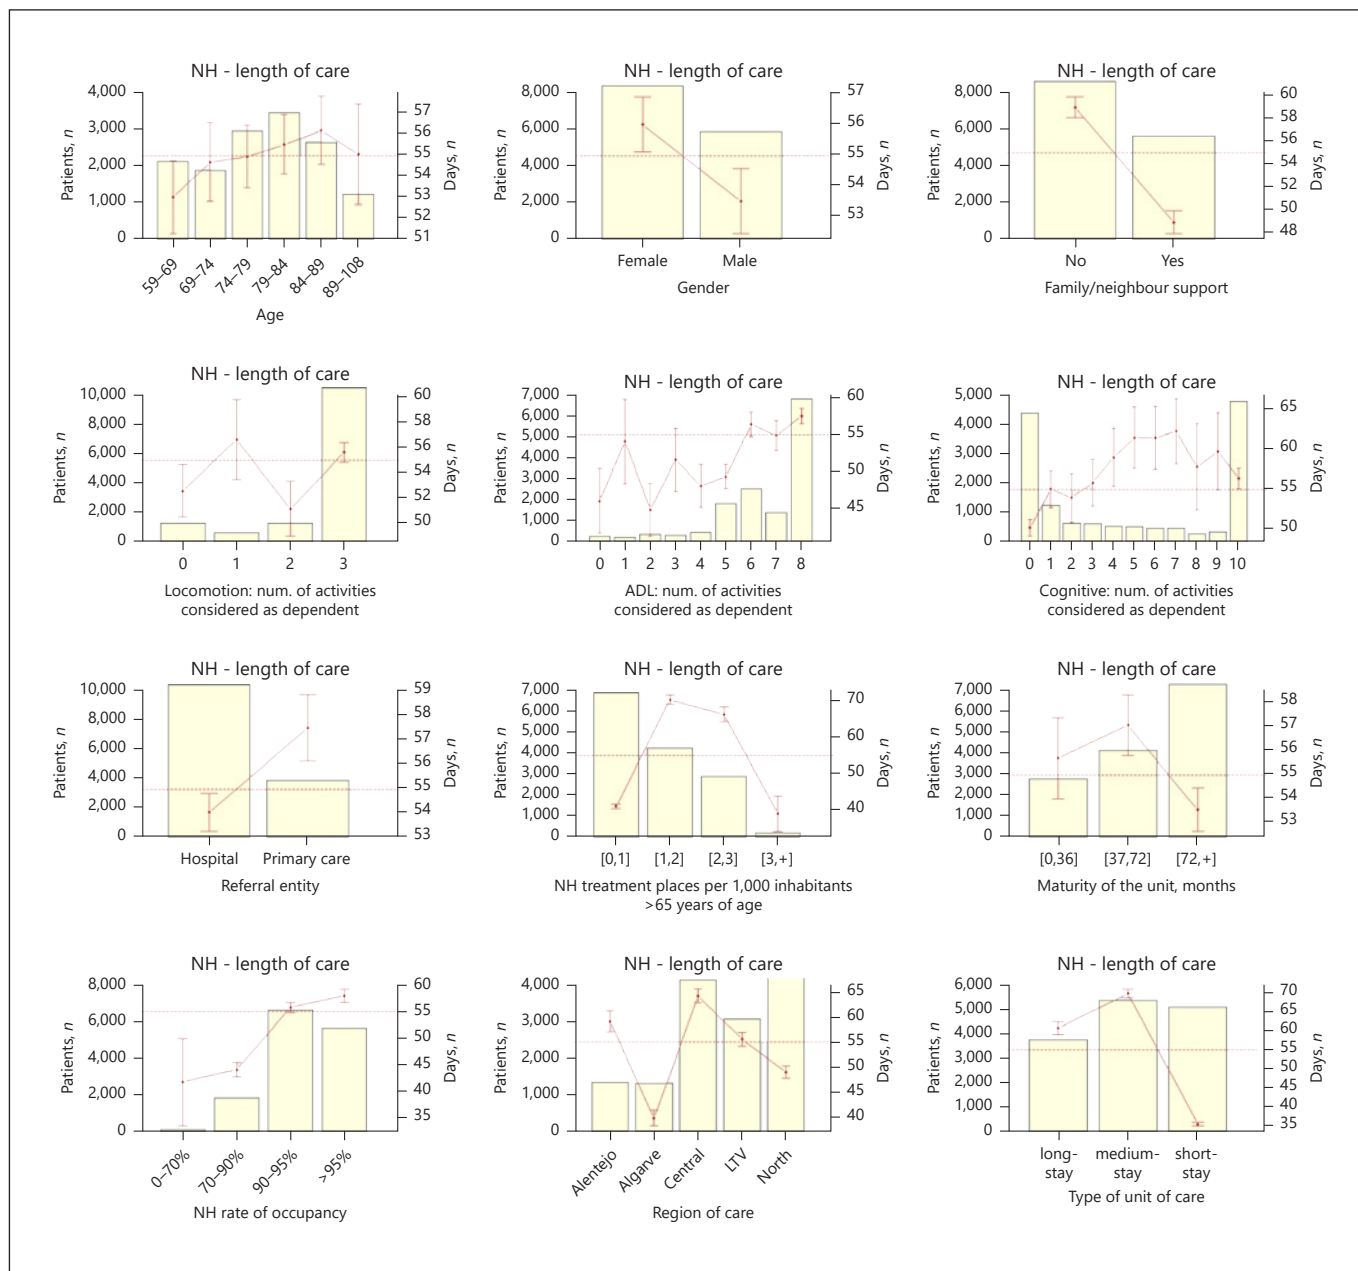 NH - length of care
4,000
3,000
2,000
1,000
0
Patients, n
57
56
55
54
53
52
51
Days, n
59–69
69–74
74–79
79–84
84–89
89–108
Age
NH - length of care
8,000
6,000
4,000
2,000
0
Patients, n
57
56
55
54
53
Days, n
Female Male
Gender
NH - length of care
8,000
6,000
4,000
2,000
0
Patients, n
60
58
56
54
52
50
48
Days, n
No Yes
Family/neighbour support
NH - length of care
10,000
8,000
6,000
4,000
2,000
0
Patients, n
60
58
56
54
52
50
Days, n
0 1 2 3
Locomotion: num. of activities
considered as dependent
NH - length of care
7,000
6,000
5,000
4,000
3,000
2,000
1,000
0
Patients, n
60
55
50
45
Days, n
0 1 2 3 4 5 6 7 8
ADL: num. of activities
considered as dependent
NH - length of care
5,000
4,000
3,000
2,000
1,000
0
Patients, n
65
60
55
50
Days, n
0 1 2 3 4 5 6 7 8 9 10
Cognitive: num. of activities
considered as dependent
NH - length of care
10,000
8,000
6,000
4,000
2,000
0
Patients, n
59
58
57
56
55
54
53
Days, n
Hospital Primary care
Referral entity
NH - length of care
7,000
6,000
5,000
4,000
3,000
2,000
1,000
0
Patients, n
70
60
50
40
Days, n
[0,1] [1,2] [2,3] [3,+]
NH treatment places per 1,000 inhabitants
>65 years of age
NH - length of care
7,000
6,000
5,000
4,000
3,000
2,000
1,000
0
Patients, n
58
57
56
55
54
53
Days, n
[0,36] [37,72] [72,+]
Maturity of the unit, months
NH - length of care
8,000
6,000
4,000
2,000
0
Patients, n
60
55
50
45
40
35
Days, n
0–70%
70–90%
90–95%
>95%
NH rate of occupancy
NH - length of care
4,000
3,000
2,000
1,000
0
Patients, n
65
60
55
50
45
40
Days, n
Alentejo
Algarve
Central
LTV
North
Region of care
NH - length of care
6,000
5,000
4,000
3,000
2,000
1,000
0
Patients, n
70
65
60
55
50
45
40
35
Days, n
long- medium- short-
stay stay stay
Type of unit of care